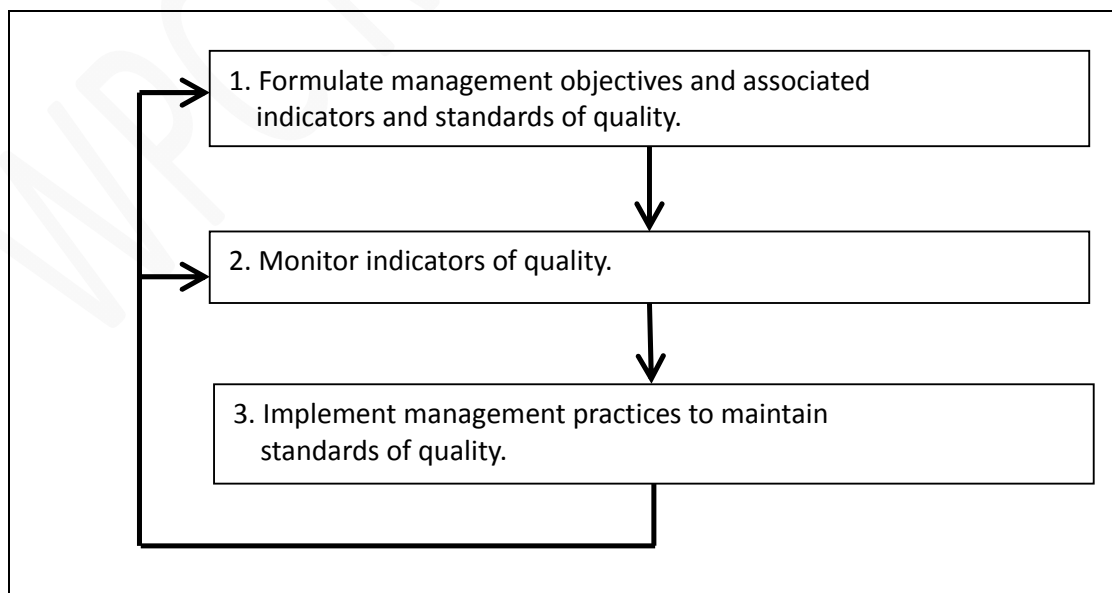 1. Formulate management objectives and associated
indicators and standards of quality.
2. Monitor indicators of quality.
3. Implement management practices to maintain
standards of quality.